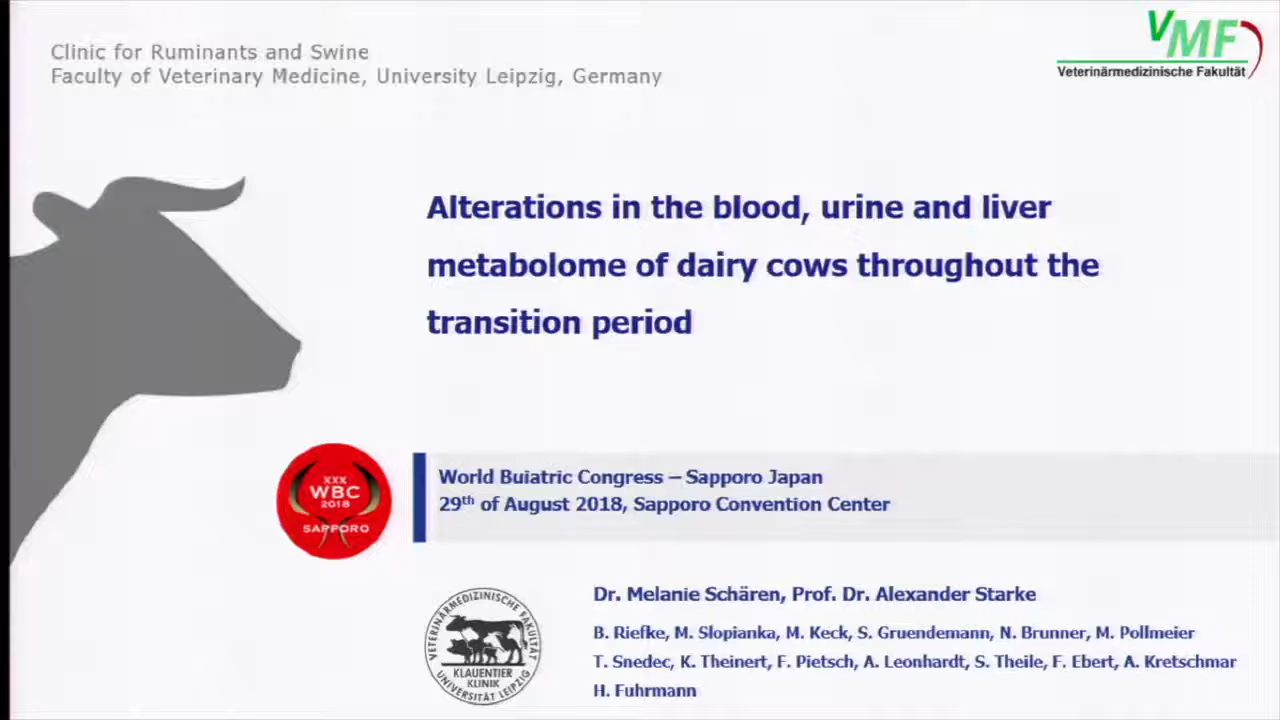 Clinic for Ruminants and Swine
Faculty of Veterinary Medicine, University Leipzig, Germany
VMF
Veterinärmedizinische Fakultät
Alterations in the blood, urine and liver
metabolome of dairy cows throughout the
transition period
XXX
WBC
2018
SAPPORO
World Buiatric Congress – Sapporo Japan
29th of August 2018, Sapporo Convention Center
VETERINÄRMEDIZINISCHE FAKULTÄT
KLAUENTIER
KLINIK
UNIVERSITÄT LEIPZIG
Dr. Melanie Schären, Prof. Dr. Alexander Starke
B. Riefke, M. Slopianka, M. Keck, S. Gruendemann, N. Brunner, M. Pollmeier
T. Snedec, K. Theinert, F. Pietsch, A. Leonhardt, S. Theile, F. Ebert, A. Kretschmar
H. Fuhrmann